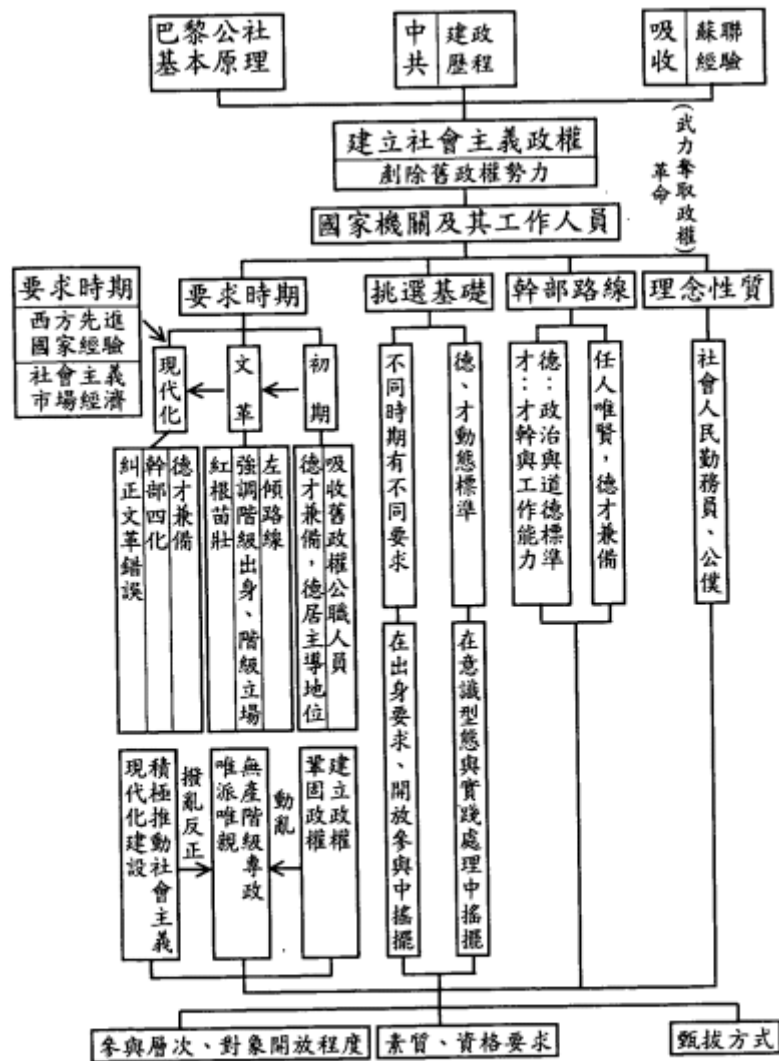 巴黎公社
基本原理
中共
建政
歷程
吸收
蘇聯
經驗
建立社會主義政權
剷除舊政權勢力
(武力奪取政權)
革命
國家機關及其工作人員
要求時期
西方先進
國家經驗
社會主義
市場經濟
要求時期
挑選基礎
幹部路線
理念性質
現代化
文革
初期
不同時期有不同要求
德、才動態標準
德:政治與道德標準
才:才幹與工作能力
任人唯賢,德才兼備
社會人民勤務員、公僕
德才兼備
幹部四化
糾正文革錯誤
左傾路線
強調階級出身、階級立場
紅根苗壯
吸收舊政權公職人員
德才兼備,德居主導地位
在出身要求、開放參與中搖擺
在意識型態與實踐處理中搖擺
積極推動社會主義
現代化建設
撥亂反正
無產階級專政
唯派唯親
動亂
建立政權
鞏固政權
參與層次、對象開放程度
素質、資格要求
甄拔方式